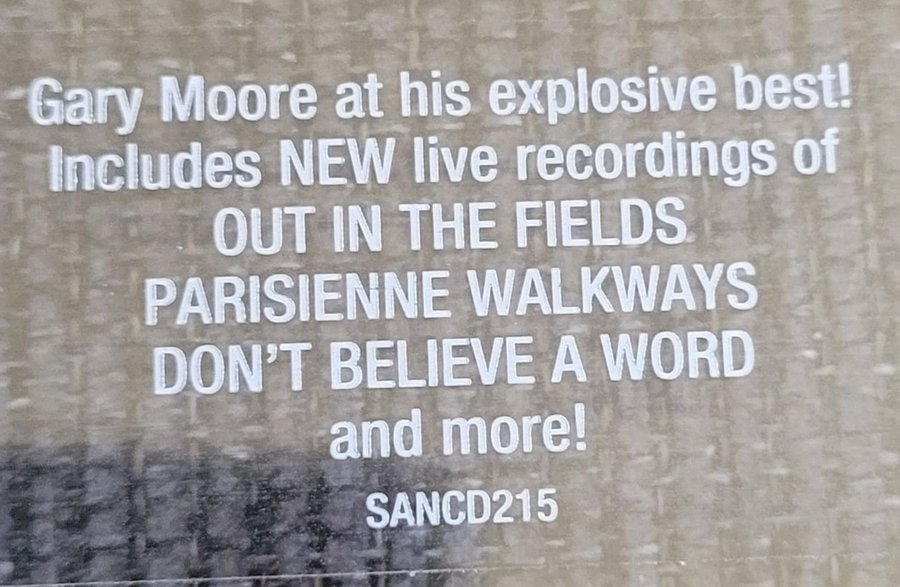 Gary Moore at his explosive best!
Includes NEW live recordings of
OUT IN THE FIELDS
PARISIENNE WALKWAYS
DON'T BELIEVE A WORD
and more!
SANCD215